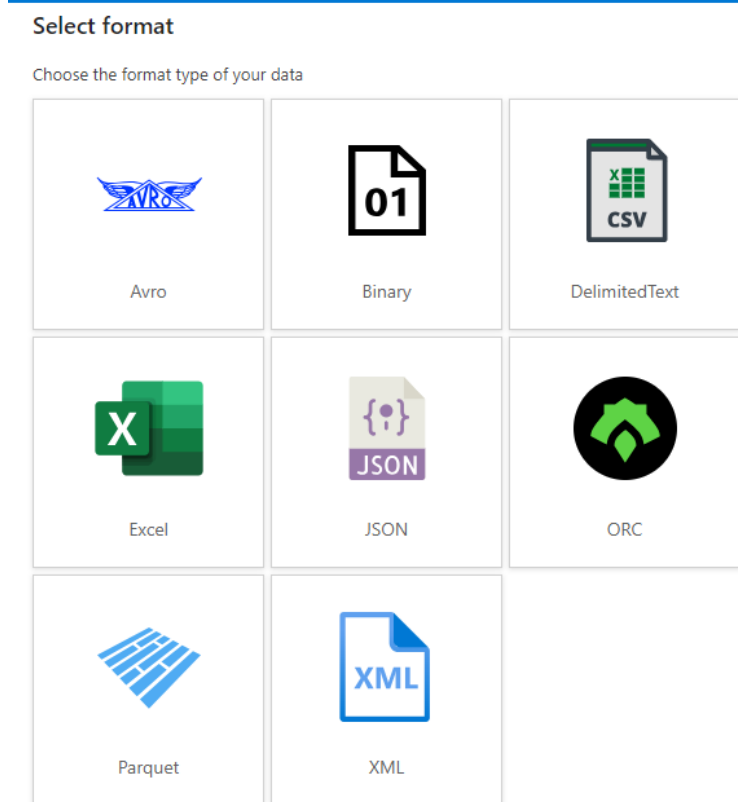 Select format
Choose the format type of your data
AVRO
01
X
CSV
Avro
Binary
DelimitedText
X
{;}
JSON
Excel
JSON
ORC
XML
Parquet
XML